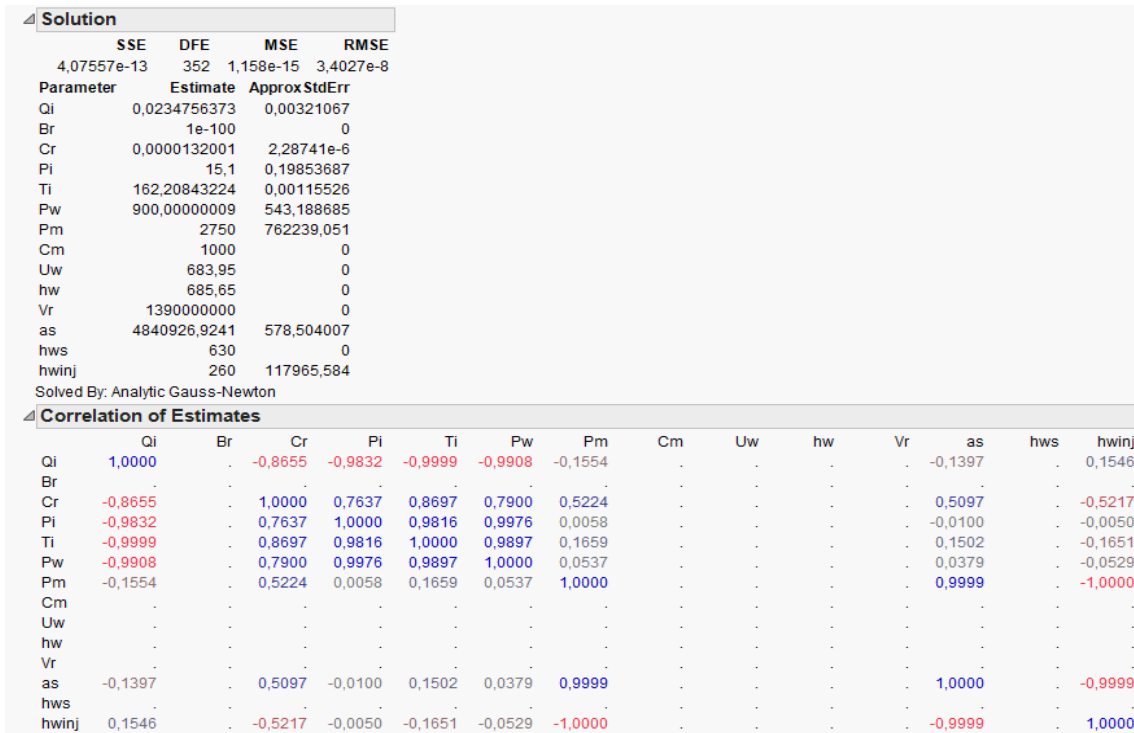 Solution
SSE DFE MSE RMSE
4,07557e-13 352 1,158e-15 3,4027e-8
Parameter Estimate ApproxStdErr
Qi 0,0234756373 0,00321067
Br 1e-100 0
Cr 0,0000132001 2,28741e-6
Pi 15,1 0,19853687
Ti 162,20843224 0,00115526
Pw 900,00000009 543,188685
Pm 2750 762239,051
Cm 1000 0
Uw 683,95 0
hw 685,65 0
Vr 1390000000 0
as 4840926,9241 578,504007
hws 630 0
hwinj 260 117965,584
Solved By: Analytic Gauss-Newton
Correlation of Estimates
Qi Br Cr Pi Ti Pw Pm Cm Uw hw Vr as hws hwinj
Qi 1,0000 . -0,8655 -0,9832 -0,9999 -0,9908 -0,1554 . . . . -0,1397 . 0,1546
Br . . . . . . . . . . . . . .
Cr -0,8655 . 1,0000 0,7637 0,8697 0,7900 0,5224 . . . . 0,5097 . -0,5217
Pi -0,9832 . 0,7637 1,0000 0,9816 0,9976 0,0058 . . . . -0,0100 . -0,0050
Ti -0,9999 . 0,8697 0,9816 1,0000 0,9897 0,1659 . . . . 0,1502 . -0,1651
Pw -0,9908 . 0,7900 0,9976 0,9897 1,0000 0,0537 . . . . 0,0379 . -0,0529
Pm -0,1554 . 0,5224 0,0058 0,1659 0,0537 1,0000 . . . . 0,9999 . -1,0000
Cm . . . . . . . . . . . . . .
Uw . . . . . . . . . . . . . .
hw . . . . . . . . . . . . . .
Vr . . . . . . . . . . . . . .
as -0,1397 . 0,5097 -0,0100 0,1502 0,0379 0,9999 . . . . 1,0000 . -0,9999
hws . . . . . . . . . . . . . .
hwinj 0,1546 . -0,5217 -0,0050 -0,1651 -0,0529 -1,0000 . . . . -0,9999 . 1,0000